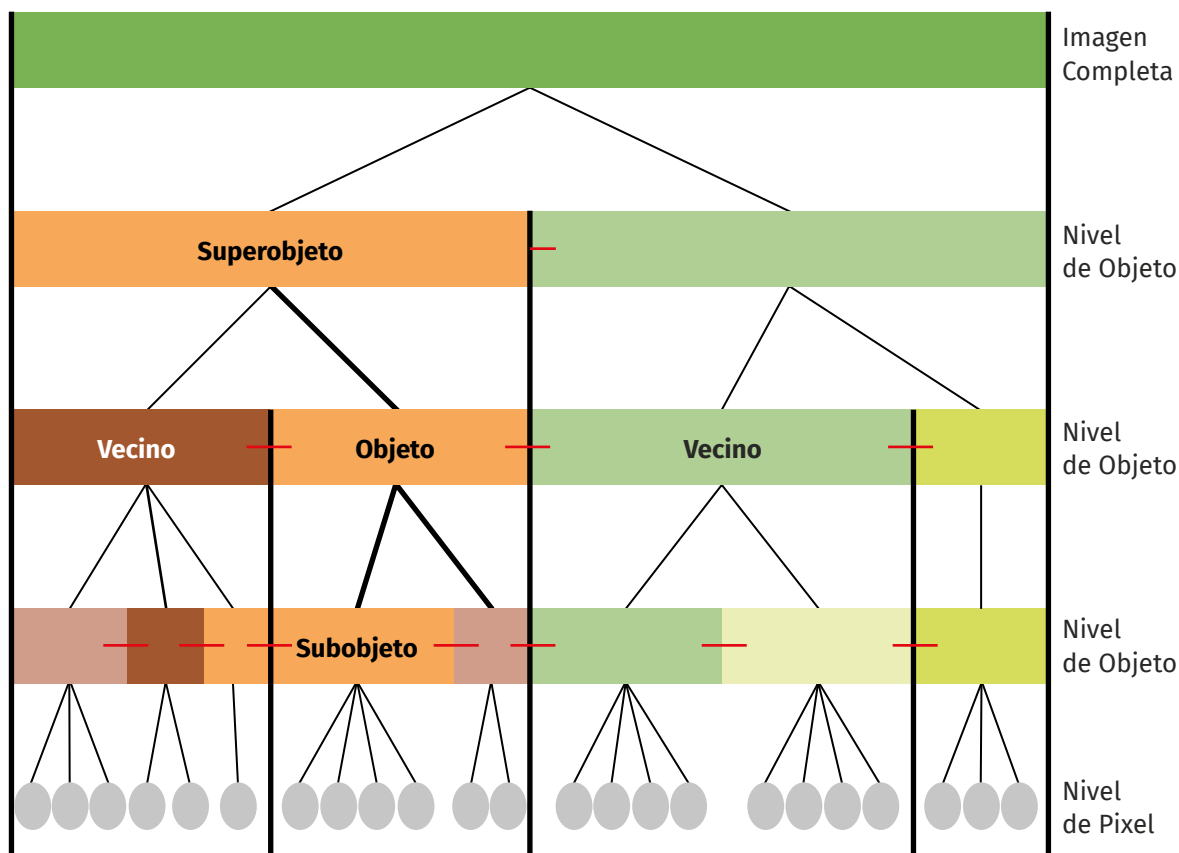 Imagen
Completa
Superobjeto
Nivel
de Objeto
Vecino
Objeto
Vecino
Nivel
de Objeto
Subobjeto
Nivel
de Objeto
Nivel
de Pixel